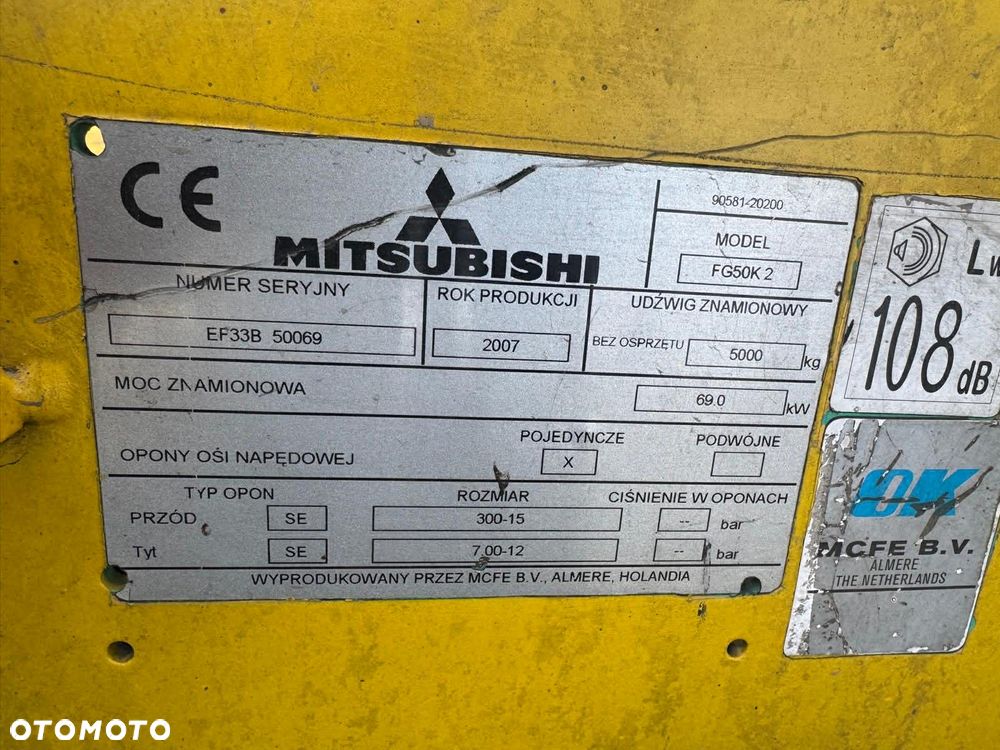 CE
MITSUBISHI
90581-20200
MODEL
FG50K 2
NUMER SERYJNY
EF33B 50069
ROK PRODUKCJI
2007
UDŹWIG ZNAMIONOWY
BEZ OSPRZĘTU 5000 kg
MOC ZNAMIONOWA 69.0 kW
OPONY OŚI NAPĘDOWEJ
POJEDYNCZE
X
PODWÓJNE
TYP OPON ROZMIAR CIŚNIENIE W OPONACH
PRZÓD SE 300-15 -- bar
Tyt SE 7,00-12 -- bar
WYPRODUKOWANY PRZEZ MCFE B.V., ALMERE, HOLANDIA
108 dB
OK
MCFE B.V.
ALMERE
THE NETHERLANDS
OTOMOTO